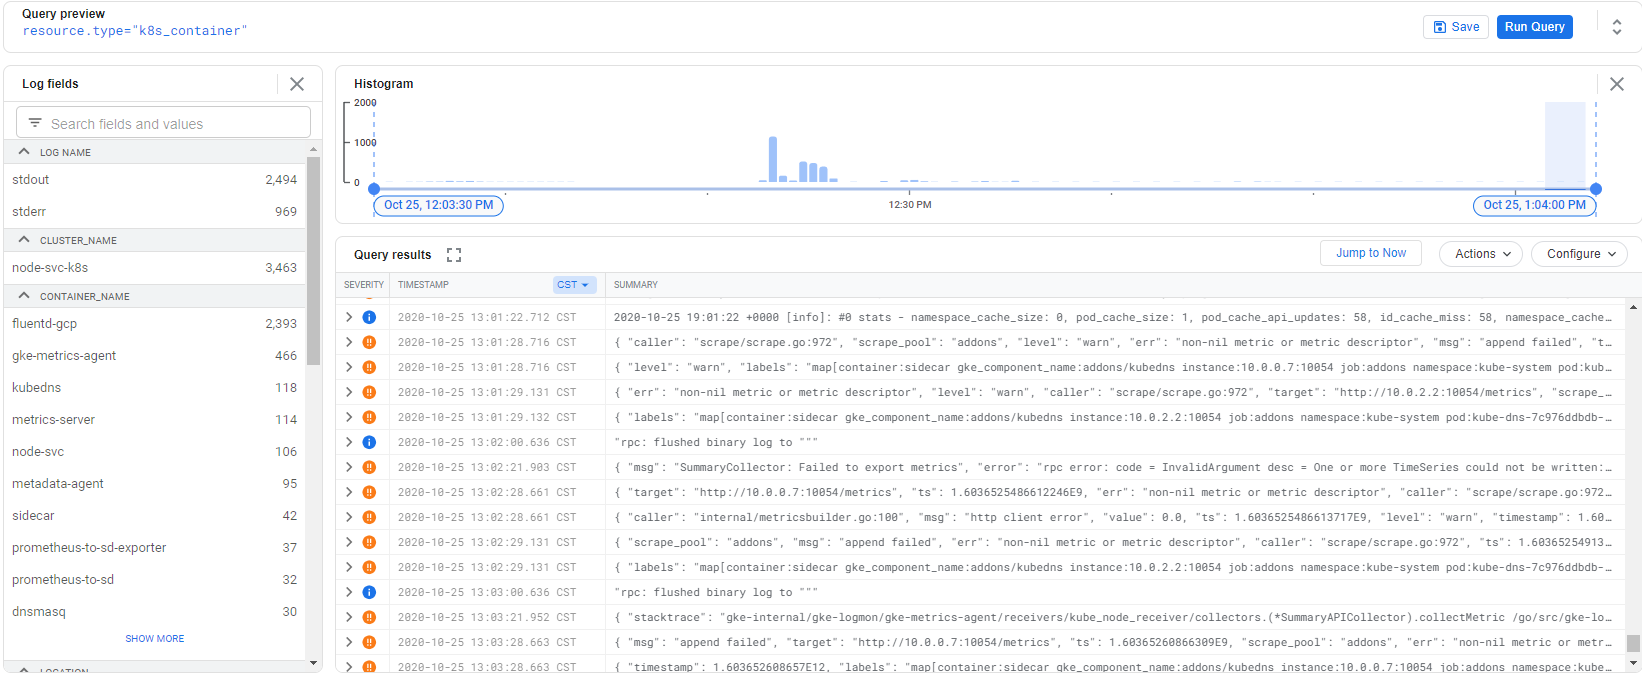 Query preview
resource.type="k8s_container"
Save
Run Query
Log fields
Search fields and values
LOG NAME
stdout 2,494
stderr 969
CLUSTER_NAME
node-svc-k8s 3,463
CONTAINER_NAME
fluentd-gcp 2,393
gke-metrics-agent 466
kubedns 118
metrics-server 114
node-svc 106
metadata-agent 95
sidecar 42
prometheus-to-sd-exporter 37
prometheus-to-sd 32
dnsmasq 30
SHOW MORE
LOCATION
Histogram
2000
1000
0
Oct 25, 12:03:30 PM
12:30 PM
Oct 25, 1:04:00 PM
Query results
Jump to Now
Actions
Configure
SEVERITY TIMESTAMP CST SUMMARY
2020-10-25 13:01:22.712 CST 2020-10-25 19:01:22 +0000 [info]: #0 stats - namespace_cache_size: 0, pod_cache_size: 1, pod_cache_api_updates: 58, id_cache_miss: 58, namespace_cache…
2020-10-25 13:01:28.716 CST { "caller": "scrape/scrape.go:972", "scrape_pool": "addons", "level": "warn", "err": "non-nil metric or metric descriptor", "msg": "append failed", "t…
2020-10-25 13:01:28.716 CST { "level": "warn", "labels": "map[container:sidecar gke_component_name:addons/kubedns instance:10.0.0.7:10054 job:addons namespace:kube-system pod:kub…
2020-10-25 13:01:29.131 CST { "err": "non-nil metric or metric descriptor", "level": "warn", "caller": "scrape/scrape.go:972", "target": "http://10.0.2.2:10054/metrics", "scrape_…
2020-10-25 13:01:29.132 CST { "labels": "map[container:sidecar gke_component_name:addons/kubedns instance:10.0.2.2:10054 job:addons namespace:kube-system pod:kube-dns-7c976ddbdb-…
2020-10-25 13:02:00.636 CST "rpc: flushed binary log to """
2020-10-25 13:02:21.903 CST { "msg": "SummaryCollector: Failed to export metrics", "error": "rpc error: code = InvalidArgument desc = One or more TimeSeries could not be written:…
2020-10-25 13:02:28.661 CST { "target": "http://10.0.0.7:10054/metrics", "ts": 1.6036525486612246E9, "err": "non-nil metric or metric descriptor", "caller": "scrape/scrape.go:972…
2020-10-25 13:02:28.661 CST { "caller": "internal/metricsbuilder.go:100", "msg": "http client error", "value": 0.0, "ts": 1.6036525486613717E9, "level": "warn", "timestamp": 1.60…
2020-10-25 13:02:29.131 CST { "scrape_pool": "addons", "msg": "append failed", "err": "non-nil metric or metric descriptor", "caller": "scrape/scrape.go:972", "ts": 1.60365254913…
2020-10-25 13:02:29.131 CST { "labels": "map[container:sidecar gke_component_name:addons/kubedns instance:10.0.2.2:10054 job:addons namespace:kube-system pod:kube-dns-7c976ddbdb-…
2020-10-25 13:03:00.636 CST "rpc: flushed binary log to """
2020-10-25 13:03:21.952 CST { "stacktrace": "gke-internal/gke-logmon/gke-metrics-agent/receivers/kube_node_receiver/collectors.(*SummaryAPICollector).collectMetric /go/src/gke-lo…
2020-10-25 13:03:28.663 CST { "msg": "append failed", "target": "http://10.0.0.7:10054/metrics", "ts": 1.603652608663​09E9, "scrape_pool": "addons", "err": "non-nil metric or metr…
2020-10-25 13:03:28.663 CST { "timestamp": 1.603652608657E12, "labels": "map[container:sidecar gke_component_name:addons/kubedns instance:10.0.0.7:10054 job:addons namespace:kube…